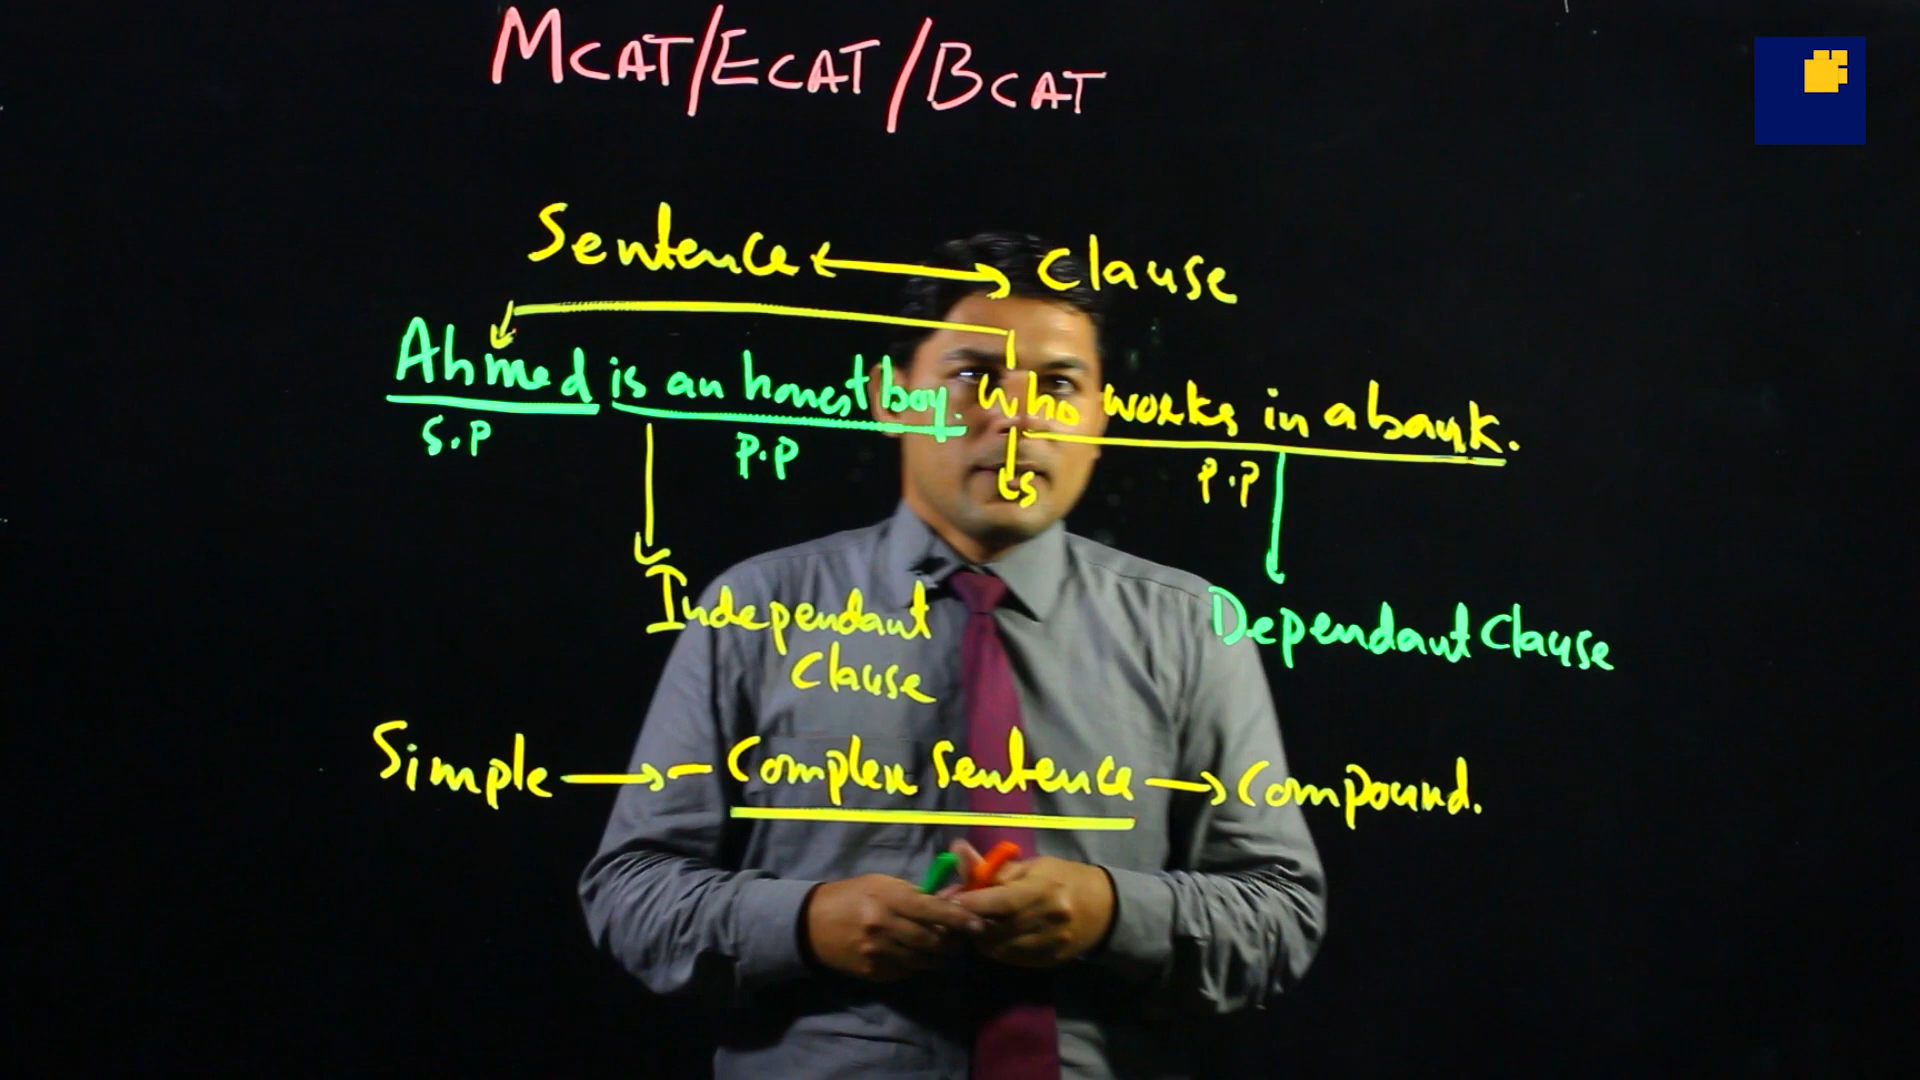 MCAT/ECAT/BCAT
Sentence Clause
Ahmed is an honest boy. who works in a bank.
S.P P.P S P.P
Independant Clause
Dependant Clause
Simple Complex Sentence Compound.